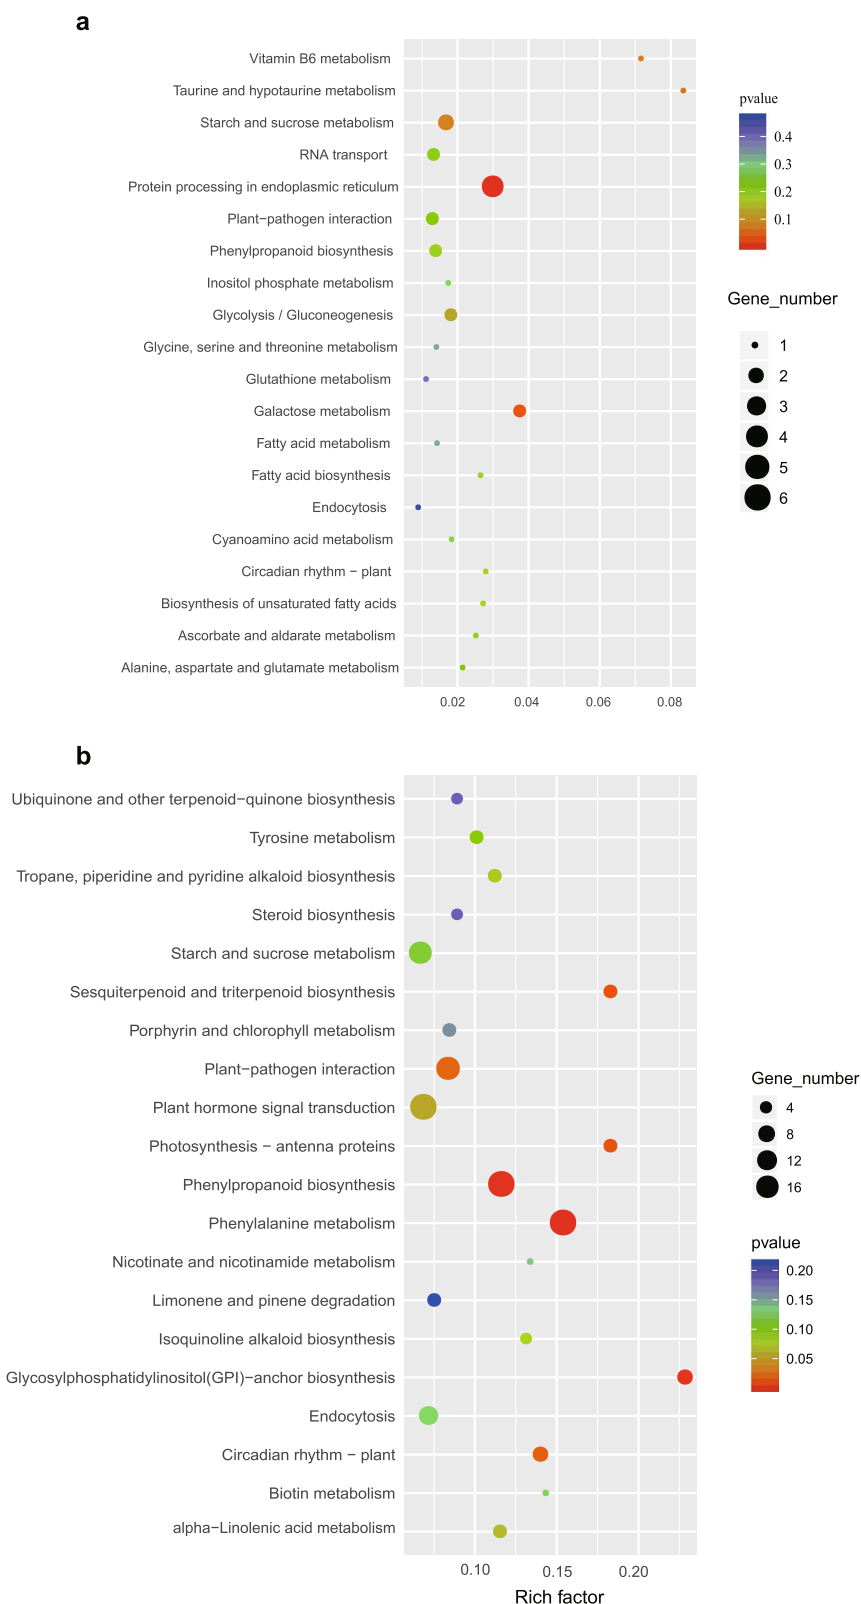 a
Vitamin B6 metabolism
Taurine and hypotaurine metabolism
Starch and sucrose metabolism
RNA transport
Protein processing in endoplasmic reticulum
Plant−pathogen interaction
Phenylpropanoid biosynthesis
Inositol phosphate metabolism
Glycolysis / Gluconeogenesis
Glycine, serine and threonine metabolism
Glutathione metabolism
Galactose metabolism
Fatty acid metabolism
Fatty acid biosynthesis
Endocytosis
Cyanoamino acid metabolism
Circadian rhythm − plant
Biosynthesis of unsaturated fatty acids
Ascorbate and aldarate metabolism
Alanine, aspartate and glutamate metabolism
0.02 0.04 0.06 0.08
pvalue
0.4
0.3
0.2
0.1
Gene_number
1
2
3
4
5
6
b
Ubiquinone and other terpenoid−quinone biosynthesis
Tyrosine metabolism
Tropane, piperidine and pyridine alkaloid biosynthesis
Steroid biosynthesis
Starch and sucrose metabolism
Sesquiterpenoid and triterpenoid biosynthesis
Porphyrin and chlorophyll metabolism
Plant−pathogen interaction
Plant hormone signal transduction
Photosynthesis − antenna proteins
Phenylpropanoid biosynthesis
Phenylalanine metabolism
Nicotinate and nicotinamide metabolism
Limonene and pinene degradation
Isoquinoline alkaloid biosynthesis
Glycosylphosphatidylinositol(GPI)−anchor biosynthesis
Endocytosis
Circadian rhythm − plant
Biotin metabolism
alpha−Linolenic acid metabolism
0.10 0.15 0.20
Rich factor
Gene_number
4
8
12
16
pvalue
0.20
0.15
0.10
0.05